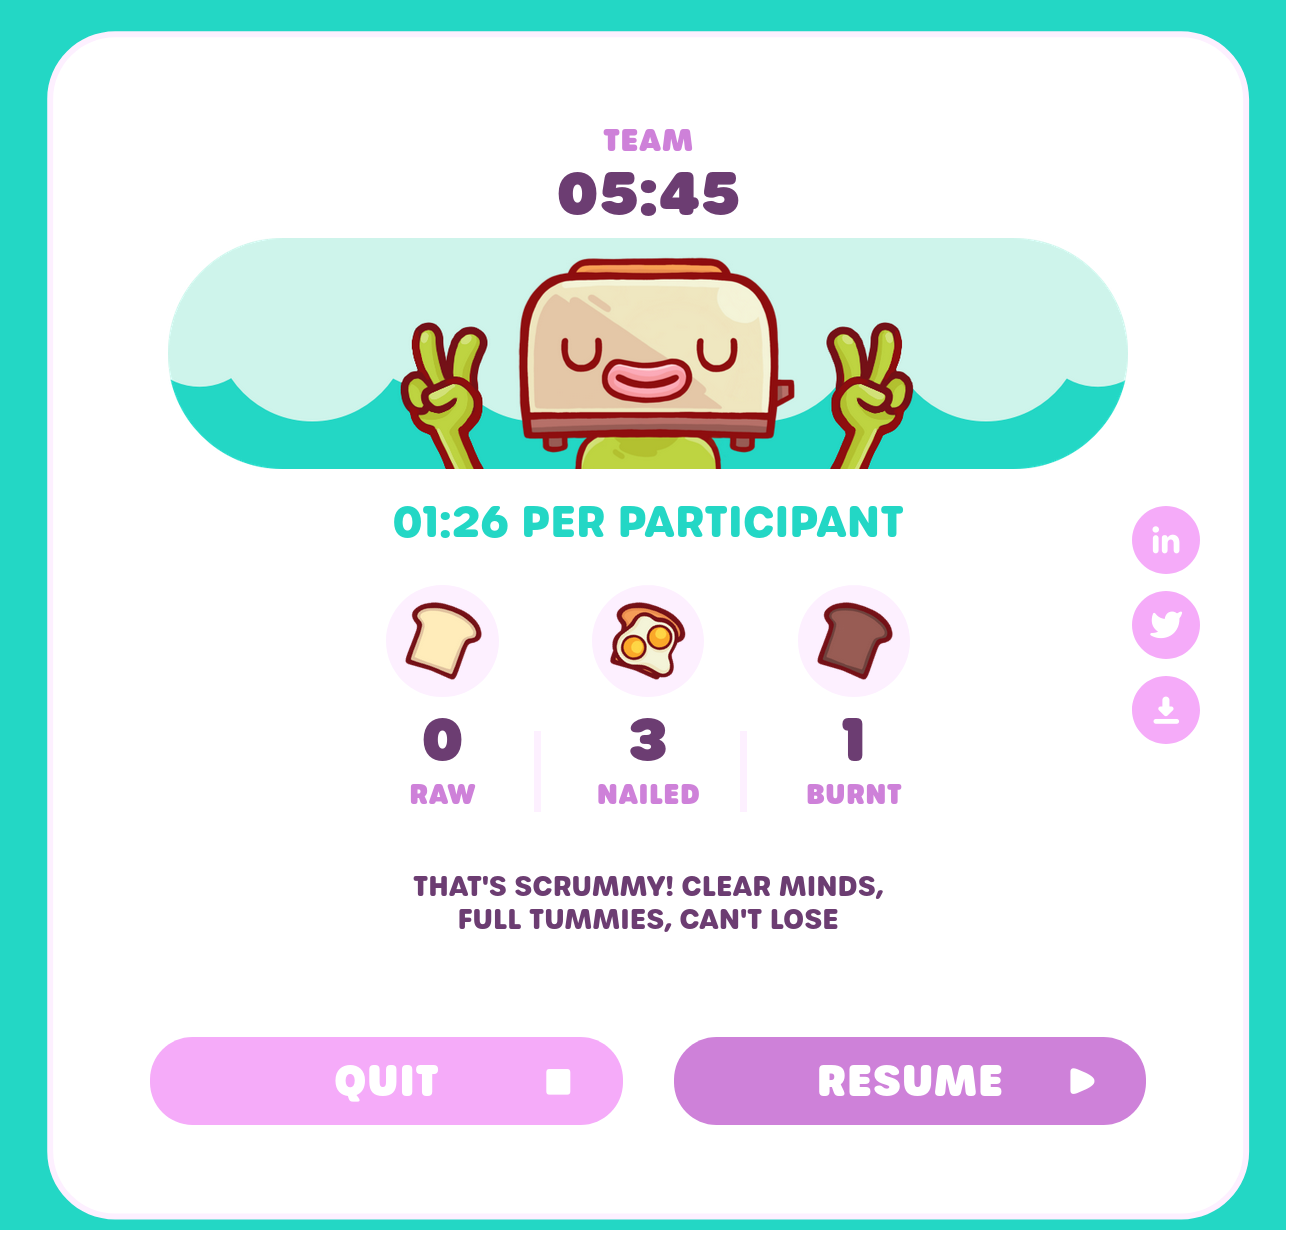 TEAM
05:45
01:26 PER PARTICIPANT
in
0
3
1
RAW
NAILED
BURNT
THAT'S SCRUMMY! CLEAR MINDS,
FULL TUMMIES, CAN'T LOSE
QUIT
RESUME